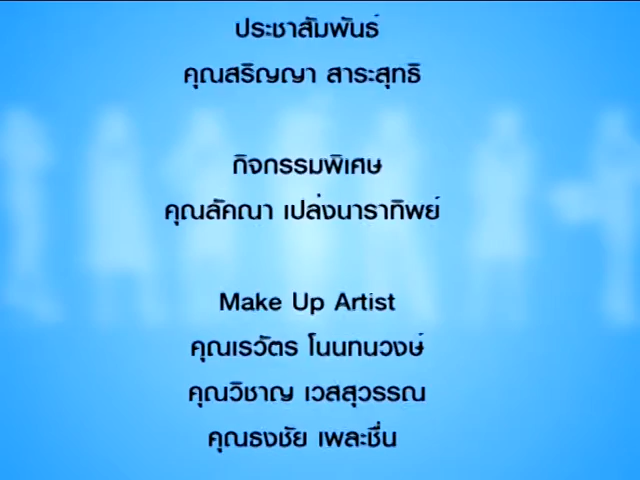 ประชาสัมพันธ์
คุณสริญญา สาระสุทธิ
กิจกรรมพิเศษ
คุณลัคณา เปล่งนาราทิพย์
Make Up Artist
คุณเรวัตร โนนทนวงษ์
คุณวิชาญ เวสสุวรรณ
คุณธงชัย เพละชื่น